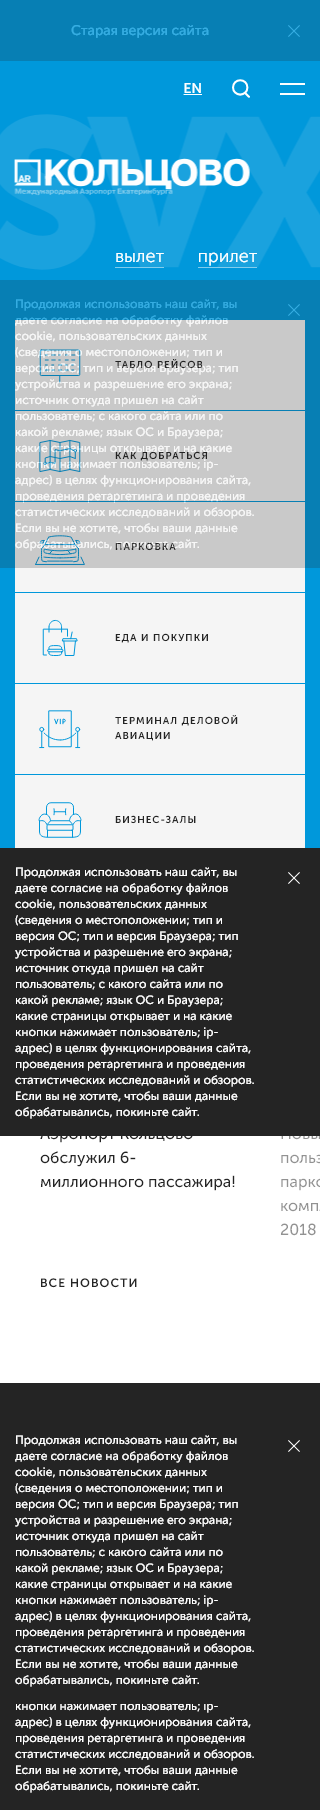 Старая версия сайта
EN
SVX
AR
КОЛЬЦОВО
Международный Аэропорт Екатеринбурга
вылет прилет
Продолжая использовать наш сайт, вы
даете согласие на обработку файлов
cookie, пользовательских данных
(сведения о местоположении; тип и
версия ОС; тип и версия Браузера; тип
устройства и разрешение его экрана;
источник откуда пришел на сайт
пользователь; с какого сайта или по
какой рекламе; язык ОС и Браузера;
какие страницы открывает и на какие
кнопки нажимает пользователь; ip-
адрес) в целях функционирования сайта,
проведения ретаргетинга и проведения
статистических исследований и обзоров.
Если вы не хотите, чтобы ваши данные
обрабатывались, покиньте сайт.
ТАБЛО РЕЙСОВ
КАК ДОБРАТЬСЯ
ПАРКОВКА
ЕДА И ПОКУПКИ
VIP
ТЕРМИНАЛ ДЕЛОВОЙ
АВИАЦИИ
БИЗНЕС-ЗАЛЫ
Продолжая использовать наш сайт, вы
даете согласие на обработку файлов
cookie, пользовательских данных
(сведения о местоположении; тип и
версия ОС; тип и версия Браузера; тип
устройства и разрешение его экрана;
источник откуда пришел на сайт
пользователь; с какого сайта или по
какой рекламе; язык ОС и Браузера;
какие страницы открывает и на какие
кнопки нажимает пользователь; ip-
адрес) в целях функционирования сайта,
проведения ретаргетинга и проведения
статистических исследований и обзоров.
Если вы не хотите, чтобы ваши данные
обрабатывались, покиньте сайт.
Аэропорт Кольцово
обслужил 6-
миллионного пассажира!
польз
парко
комп
2018
ВСЕ НОВОСТИ
Продолжая использовать наш сайт, вы
даете согласие на обработку файлов
cookie, пользовательских данных
(сведения о местоположении; тип и
версия ОС; тип и версия Браузера; тип
устройства и разрешение его экрана;
источник откуда пришел на сайт
пользователь; с какого сайта или по
какой рекламе; язык ОС и Браузера;
какие страницы открывает и на какие
кнопки нажимает пользователь; ip-
адрес) в целях функционирования сайта,
проведения ретаргетинга и проведения
статистических исследований и обзоров.
Если вы не хотите, чтобы ваши данные
обрабатывались, покиньте сайт.
кнопки нажимает пользователь; ip-
адрес) в целях функционирования сайта,
проведения ретаргетинга и проведения
статистических исследований и обзоров.
Если вы не хотите, чтобы ваши данные
обрабатывались, покиньте сайт.